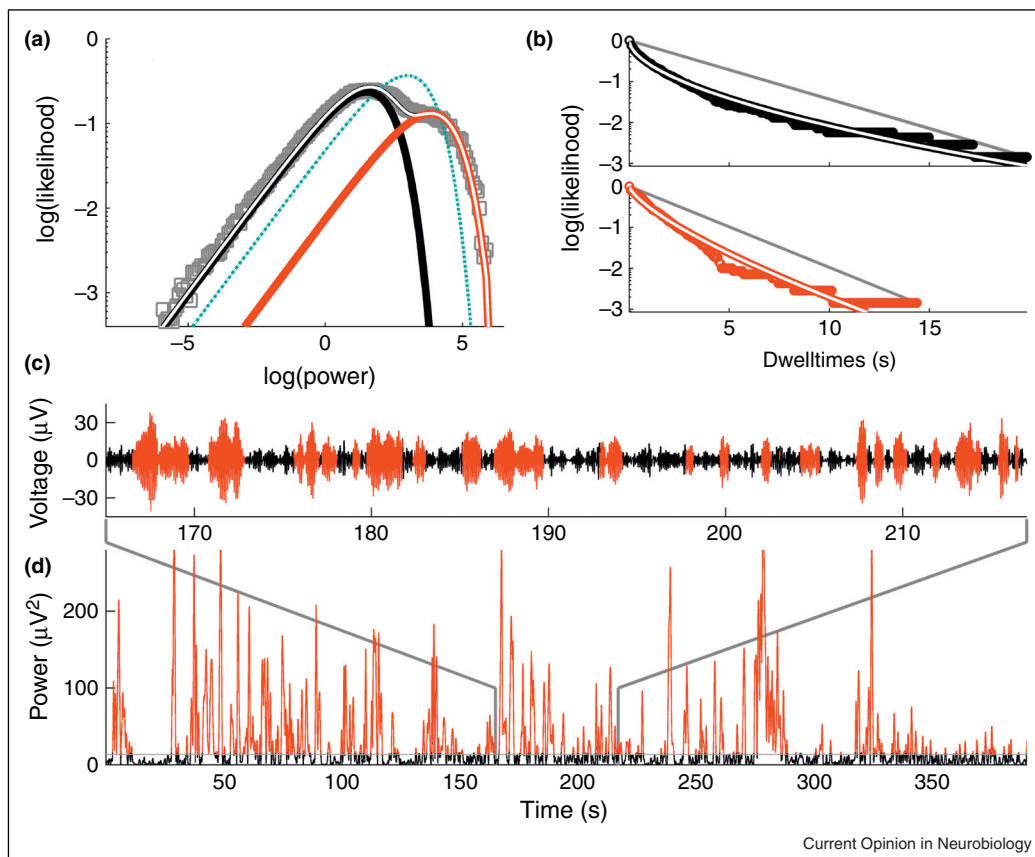 (a)
0
−1
−2
−3
log(likelihood)
−5 0 5
log(power)
(b)
0
−1
−2
−3
0
−1
−2
−3
log(likelihood)
5 10 15
Dwelltimes (s)
(c)
30
0
−30
Voltage (μV)
170 180 190 200 210
(d)
200
100
0
Power (μV²)
50 100 150 200 250 300 350
Time (s)
Current Opinion in Neurobiology